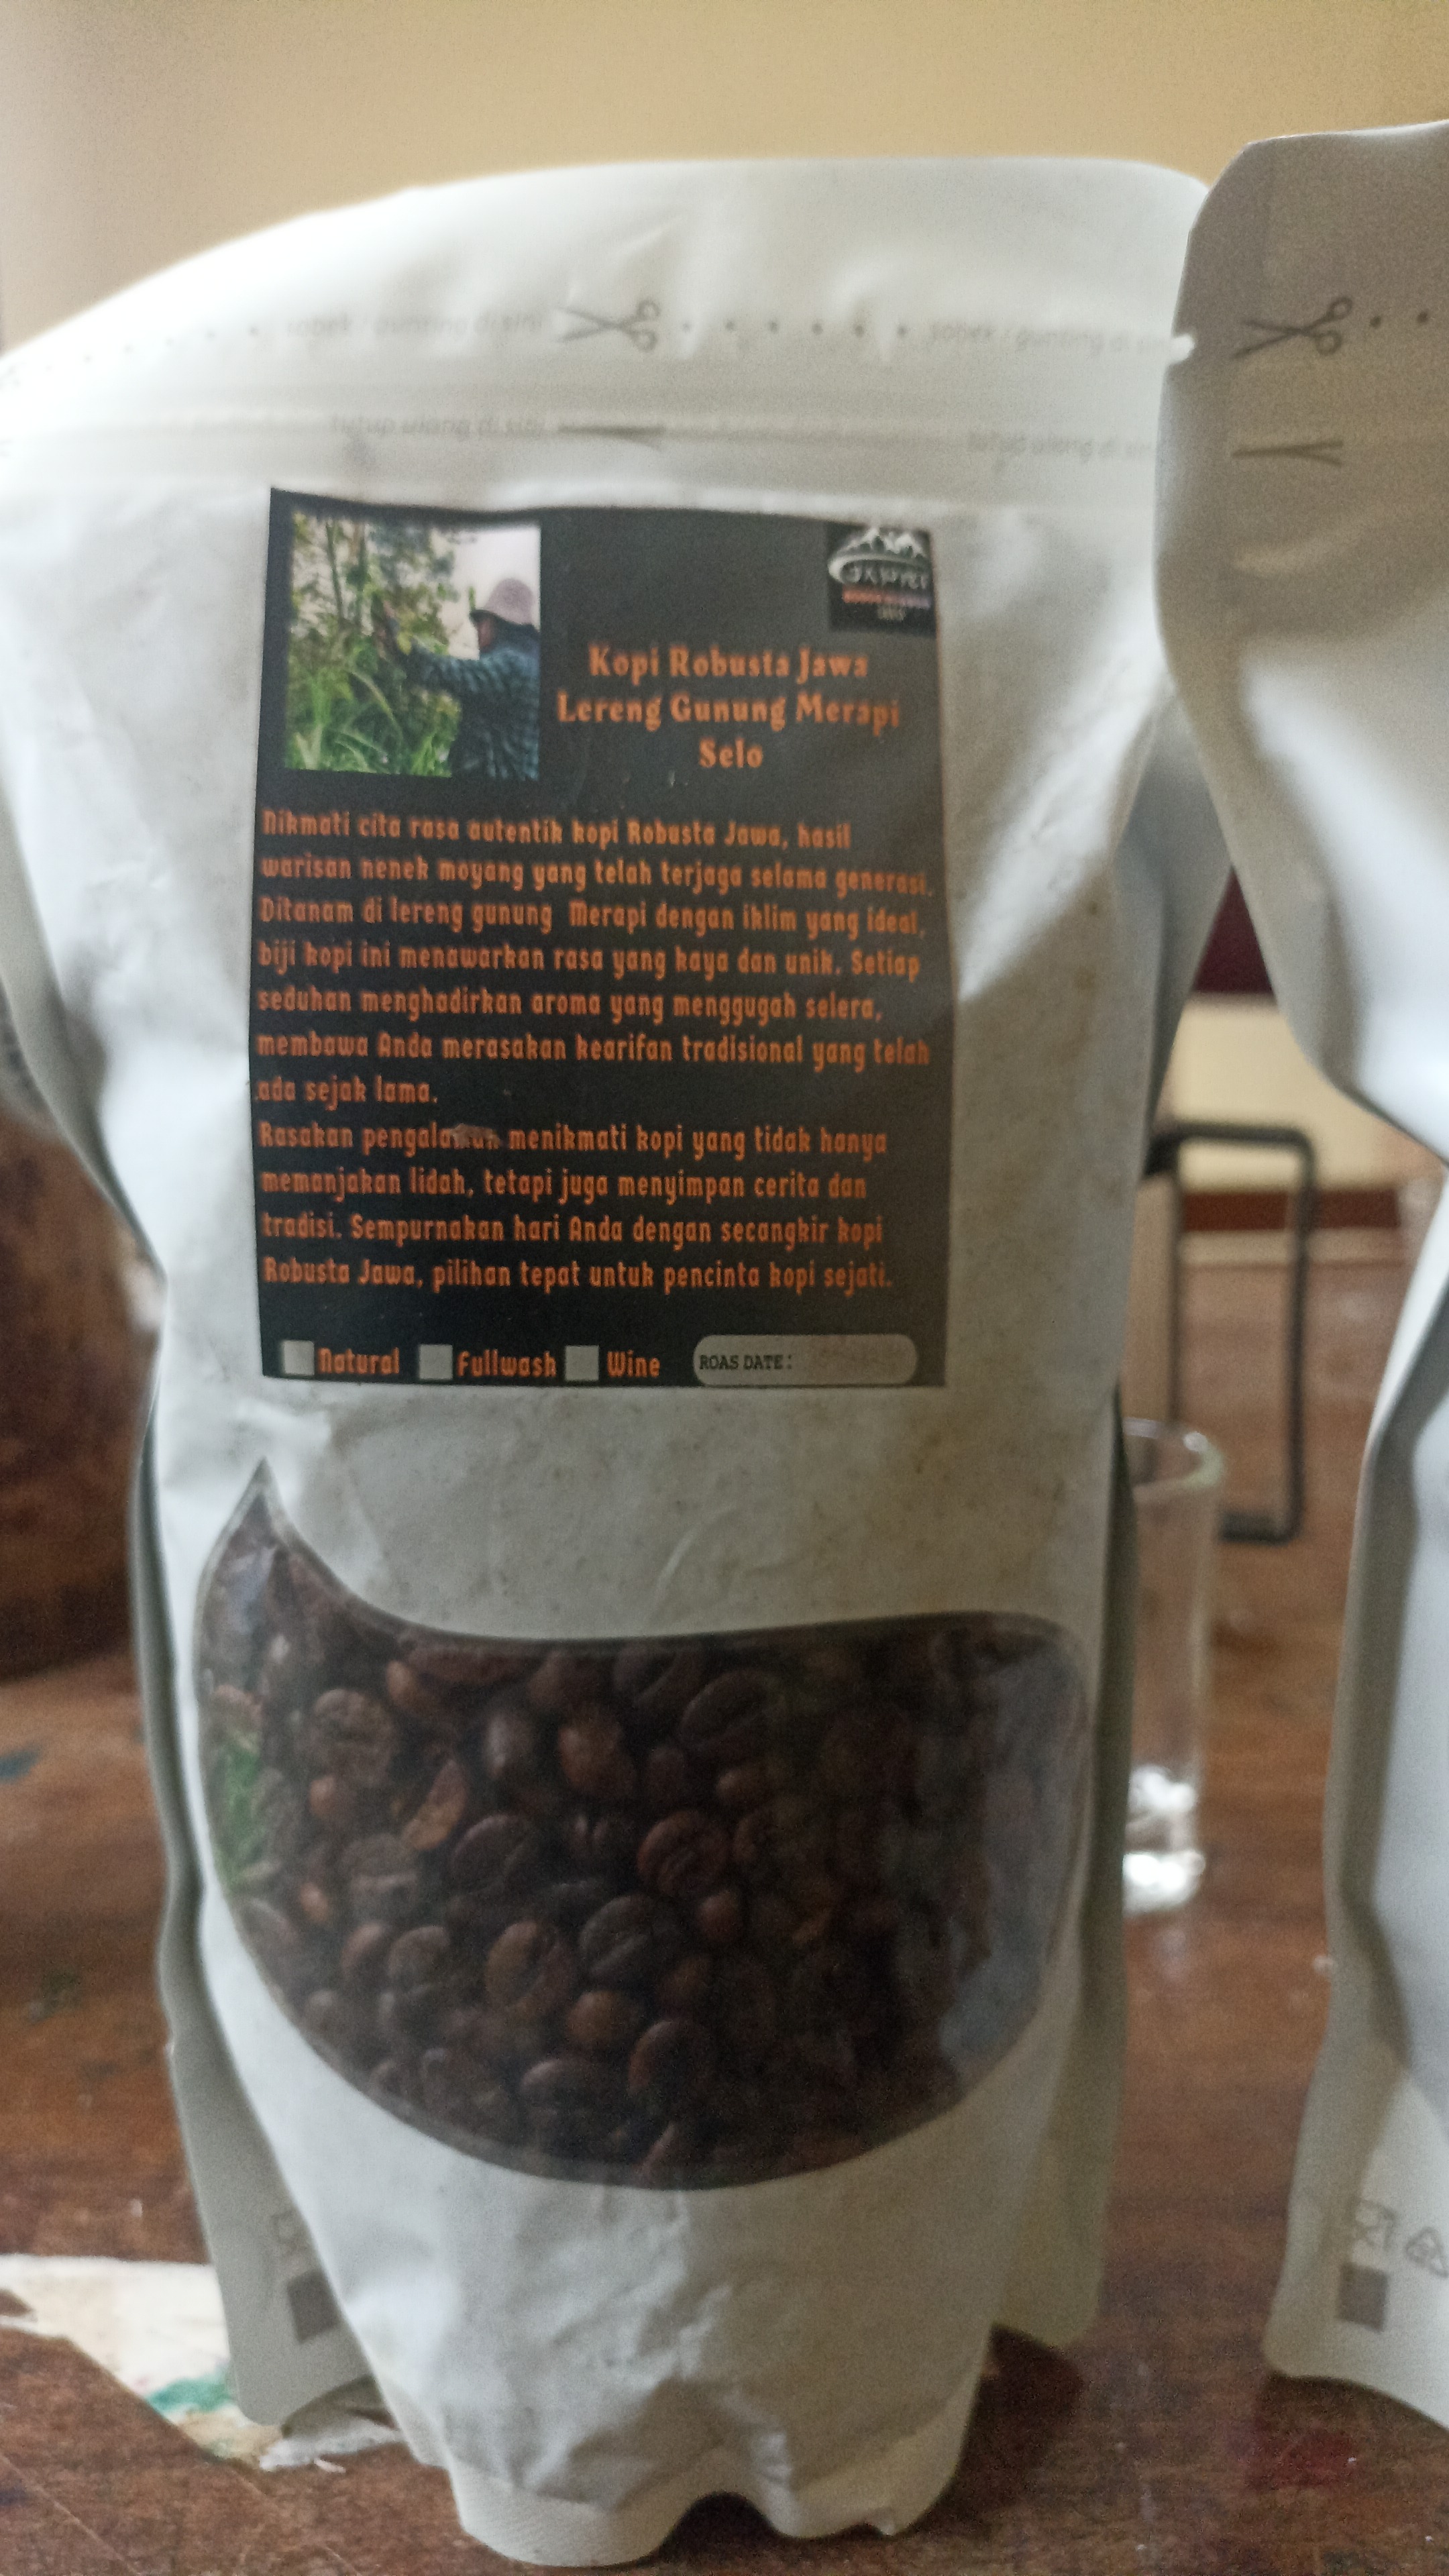 Kopi Robusta Jawa
Lereng Gunung Merapi
Selo
Nikmati cita rasa autentik kopi Robusta Jawa, hasil
warisan nenek moyang yang telah terjaga selama generasi.
Ditanam di lereng gunung Merapi dengan iklim yang ideal,
biji kopi ini menawarkan rasa yang kaya dan unik. Setiap
seduhan menghadirkan aroma yang menggugah selera,
membawa Anda merasakan kearifan tradisional yang telah
ada sejak lama.
Rasakan menikmati kopi yang tidak hanya
memanjakan lidah, tetapi juga menyimpan cerita dan
tradisi. Sempurnakan hari Anda dengan secangkir kopi
Robusta Jawa, pilihan tepat untuk pencinta kopi sejati.
Natural Fullwash Wine ROAS DATE: